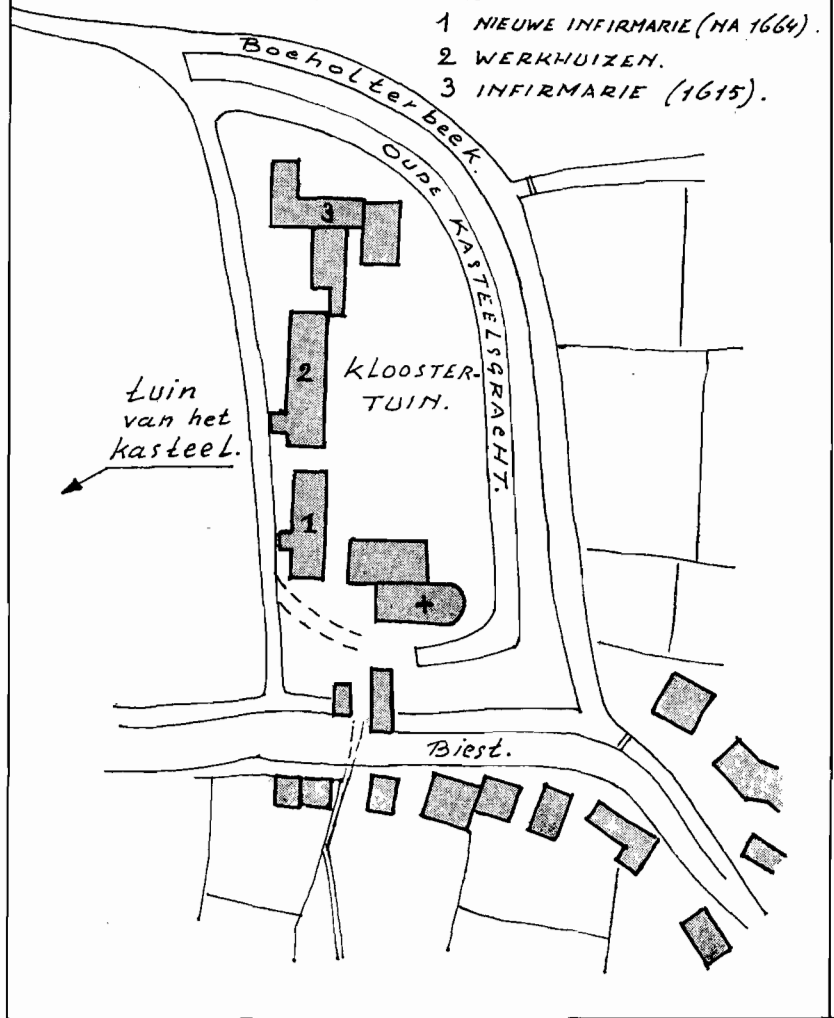 1 NIEUWE INFIRMARIE (NA 1664).
2 WERKHUIZEN.
3 INFIRMARIE (1615).
Bocholterbeek.
OUDE KASTEELSGRACHT.
3
2
KLOOSTER-
TUIN.
tuin
van het
kasteel.
1
+
Biest.